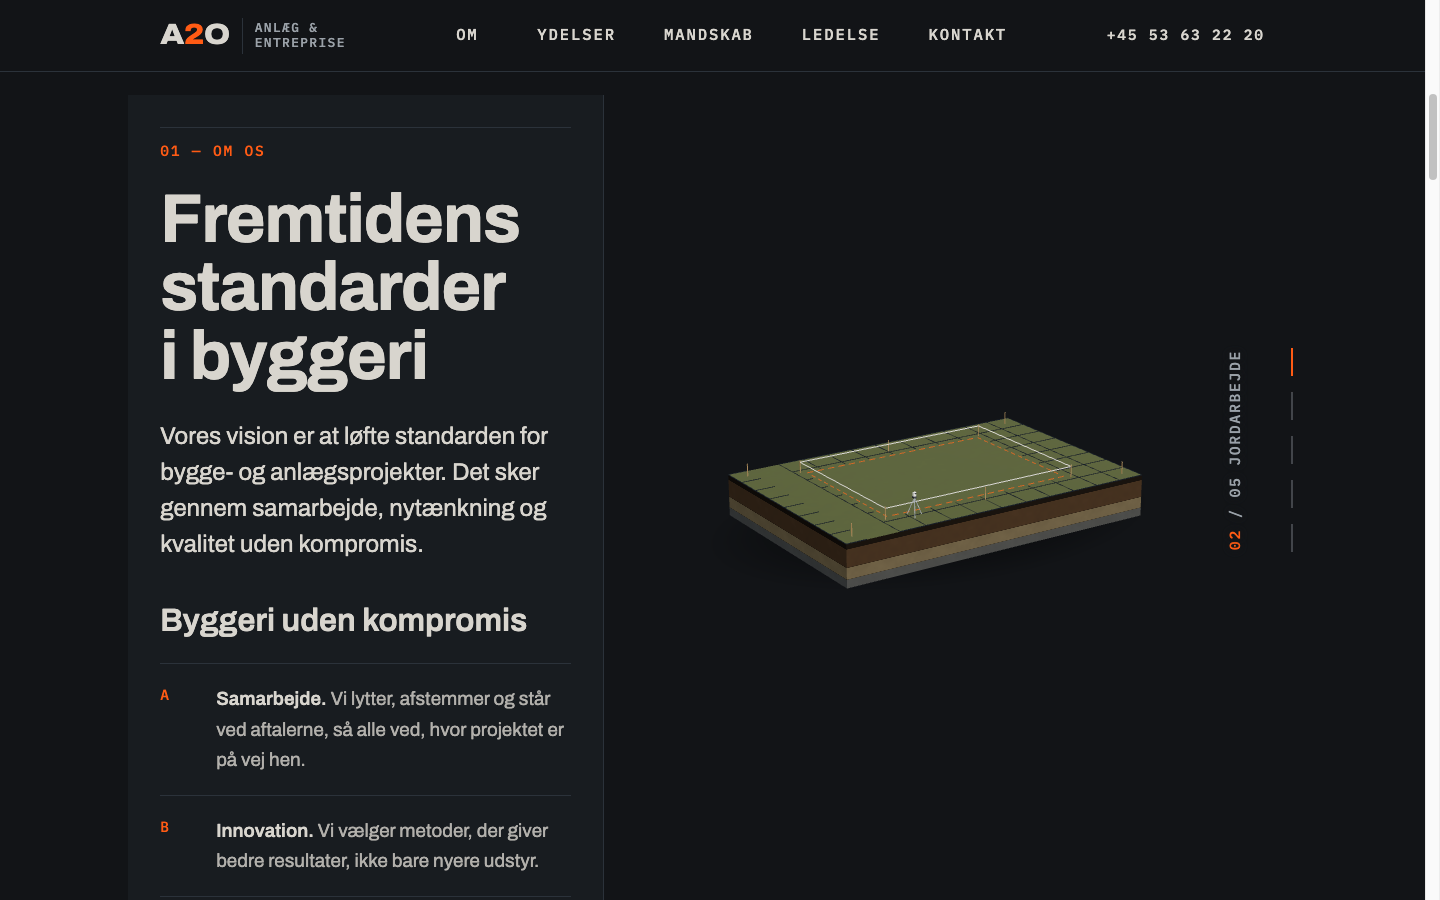 A2O
ANLÆG &
ENTREPRISE
OM
YDELSER
MANDSKAB
LEDELSE
KONTAKT
+45 53 63 22 20
01 — OM OS
Fremtidens
standarder
i byggeri
Vores vision er at løfte standarden for
bygge- og anlægsprojekter. Det sker
gennem samarbejde, nytænkning og
kvalitet uden kompromis.
Byggeri uden kompromis
A
Samarbejde. Vi lytter, afstemmer og står
ved aftalerne, så alle ved, hvor projektet er
på vej hen.
B
Innovation. Vi vælger metoder, der giver
bedre resultater, ikke bare nyere udstyr.
02 / 05 JORDARBEJDE